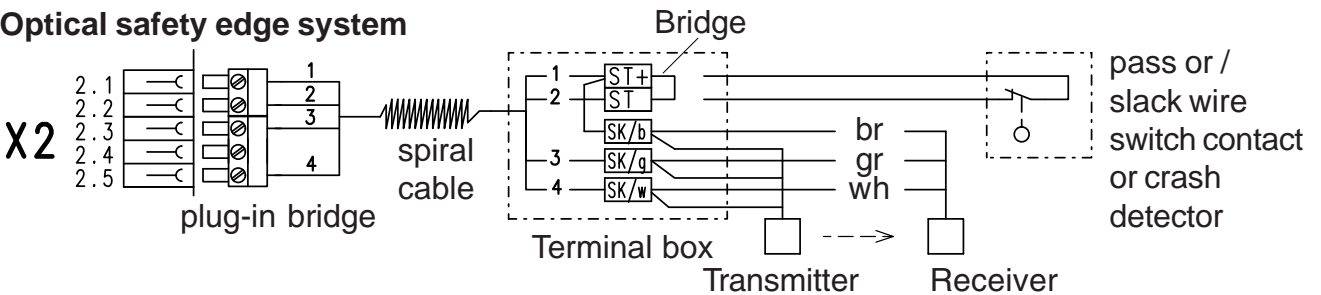 Optical safety edge system
Bridge
X2
2.1
2.2
2.3
2.4
2.5
1
2
3
4
plug-in bridge
spiral
cable
1 ST+
2 ST
SK/b
3 SK/g
4 SK/w
Terminal box
br
gr
wh
Transmitter
Receiver
pass or /
slack wire
switch contact
or crash
detector